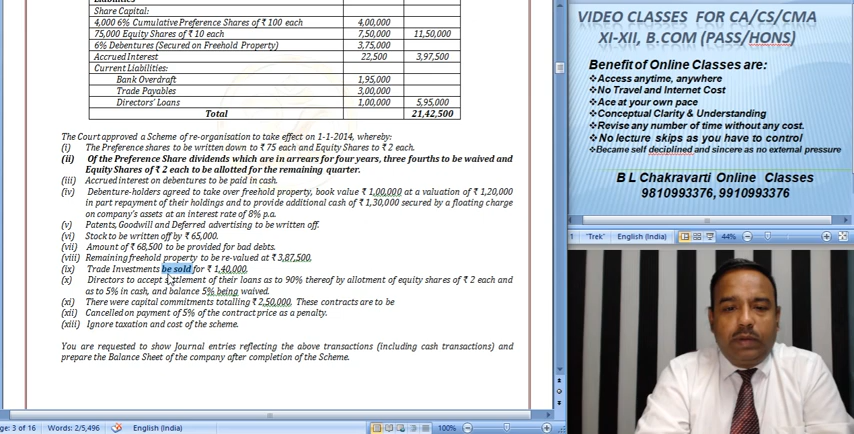 Liabilities
Share Capital:
4,000 6% Cumulative Preference Shares of ₹ 100 each 4,00,000
75,000 Equity Shares of ₹ 10 each 7,50,000 11,50,000
6% Debentures (Secured on Freehold Property) 3,75,000
Accrued Interest 22,500 3,97,500
Current Liabilities:
Bank Overdraft 1,95,000
Trade Payables 3,00,000
Directors' Loans 1,00,000 5,95,000
Total 21,42,500
The Court approved a Scheme of re-organisation to take effect on 1-1-2014, whereby:
(i) The Preference shares to be written down to ₹ 75 each and Equity Shares to ₹ 2 each.
(ii) Of the Preference Share dividends which are in arrears for four years, three fourths to be waived and
Equity Shares of ₹ 2 each to be allotted for the remaining quarter.
(iii) Accrued interest on debentures to be paid in cash.
(iv) Debenture-holders agreed to take over freehold property, book value ₹ 1,00,000 at a valuation of ₹ 1,20,000
in part repayment of their holdings and to provide additional cash of ₹ 1,30,000 secured by a floating charge
on company's assets at an interest rate of 8% p.a.
(v) Patents, Goodwill and Deferred advertising to be written off.
(vi) Stock to be written off by ₹ 65,000.
(vii) Amount of ₹ 68,500 to be provided for bad debts.
(viii) Remaining freehold property to be re-valued at ₹ 3,87,500.
(ix) Trade Investments be sold for ₹ 1,40,000.
(x) Directors to accept settlement of their loans as to 90% thereof by allotment of equity shares of ₹ 2 each and
as to 5% in cash, and balance 5% being waived.
(xi) There were capital commitments totalling ₹ 2,50,000. These contracts are to be
(xii) Cancelled on payment of 5% of the contract price as a penalty.
(xiii) Ignore taxation and cost of the scheme.
You are requested to show Journal entries reflecting the above transactions (including cash transactions) and
prepare the Balance Sheet of the company after completion of the Scheme.
ge: 3 of 16 Words: 2/5,496 English (India) 100%
VIDEO CLASSES FOR CA/CS/CMA
XI-XII, B.COM (PASS/HONS)
Benefit of Online Classes are:
❖Access anytime, anywhere
❖No Travel and Internet Cost
❖Ace at your own pace
❖Conceptual Clarity & Understanding
❖Revise any number of time without any cost.
❖No lecture skips as you have to control
❖Became self deciplined and sincere as no external pressure
B L Chakravarti Online Classes
9810993376, 9910993376
1 "Trek" English (India) 44%